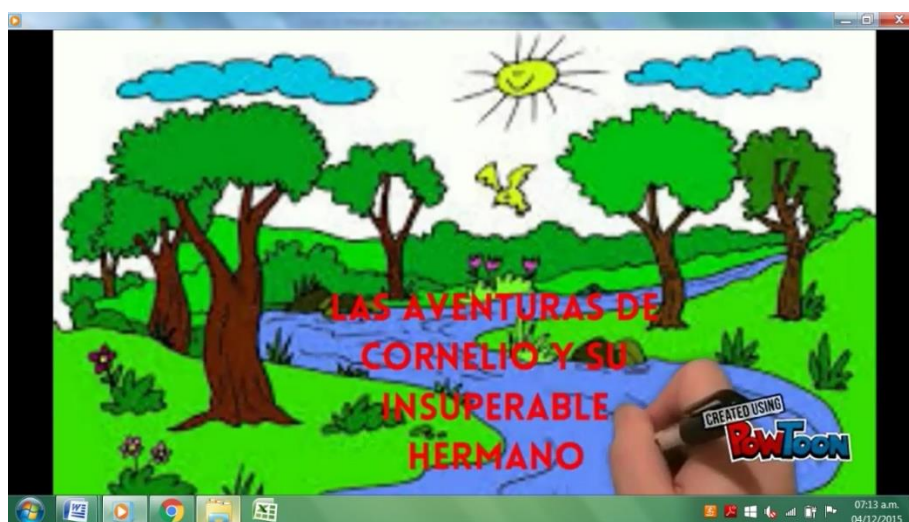 LAS AVENTURAS DE
CORNELIO Y SU
INSUPERABLE
HERMANO
CREATED USING
POWTOON
07:13 a.m.
04/12/2015